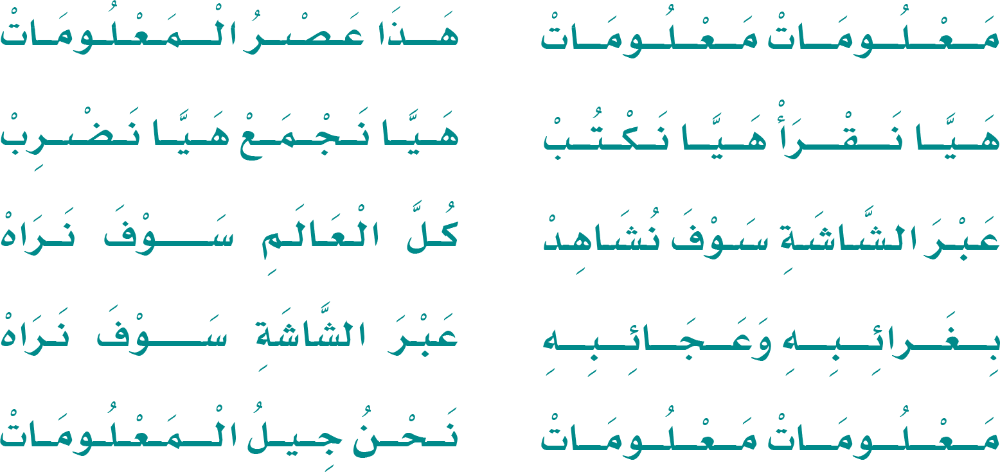 مَعْلُومَاتْ مَعْلُومَاتْ هَذَا عَصْرُ الْمَعْلُومَاتْ
هَيَّا نَقْرَأْ هَيَّا نَكْتُبْ هَيَّا نَجْمَعْ هَيَّا نَضْرِبْ
عَبْرَ الشَّاشَةِ سَوْفَ نُشَاهِدْ كُلَّ الْعَالَمِ سَوْفَ نَرَاهْ
بِغَرائِبِهِ وَعَجَائِبِهِ عَبْرَ الشَّاشَةِ سَوْفَ نَرَاهْ
مَعْلُومَاتْ مَعْلُومَاتْ نَحْنُ جِيلُ الْمَعْلُومَاتْ